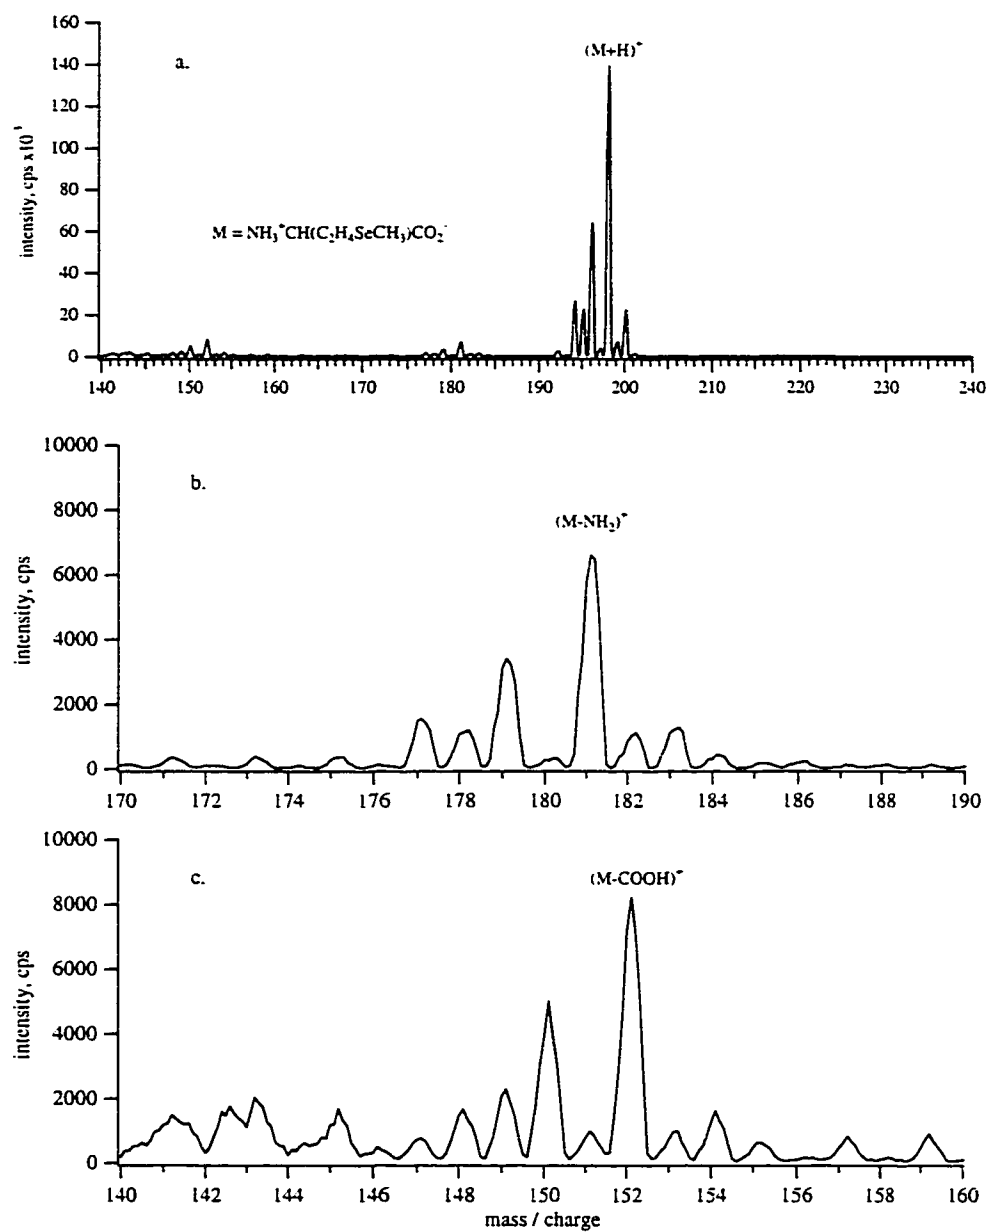 160
140
120
100
80
60
40
20
0
intensity, cps x10⁻³
a.
(M+H)⁺
M = NH₃⁺CH(C₂H₄SeCH₃)CO₂⁻
140 150 160 170 180 190 200 210 220 230 240
10000
8000
6000
4000
2000
0
intensity, cps
b.
(M-NH₂)⁺
170 172 174 176 178 180 182 184 186 188 190
10000
8000
6000
4000
2000
0
intensity, cps
c.
(M-COOH)⁺
140 142 144 146 148 150 152 154 156 158 160
mass / charge